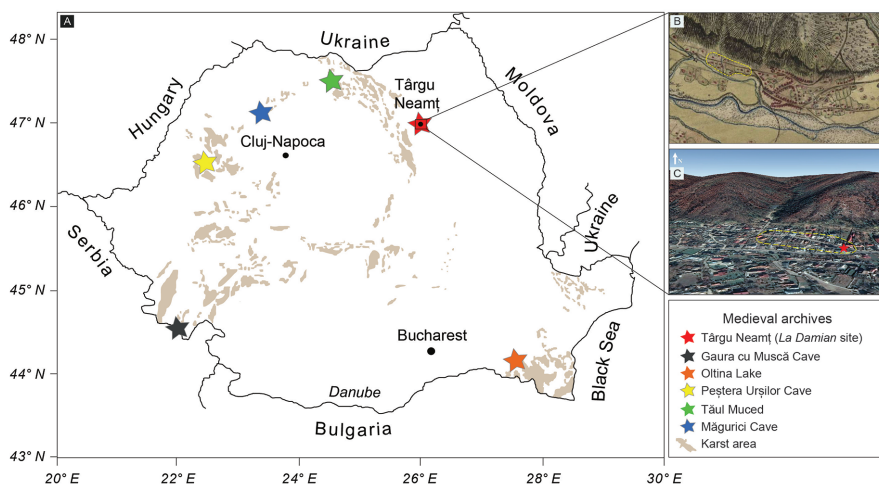 A
48° N
47° N
46° N
45° N
44° N
43° N
20° E
22° E
24° E
26° E
28° E
30° E
Ukraine
Hungary
Moldova
Târgu
Neamț
Cluj-Napoca
Serbia
Ukraine
Bucharest
Black Sea
Danube
Bulgaria
B
C
N
Medieval archives
Târgu Neamț (La Damian site)
Gaura cu Muscă Cave
Oltina Lake
Peștera Urșilor Cave
Tăul Muced
Măgurici Cave
Karst area